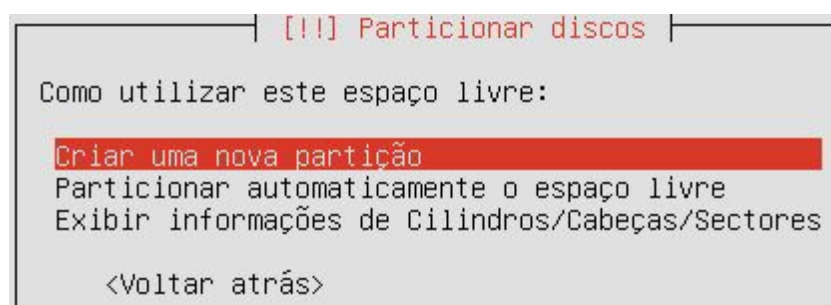 [!!] Particionar discos
Como utilizar este espaço livre:
Criar uma nova partição
Particionar automaticamente o espaço livre
Exibir informações de Cilindros/Cabeças/Sectores
<Voltar atrás>